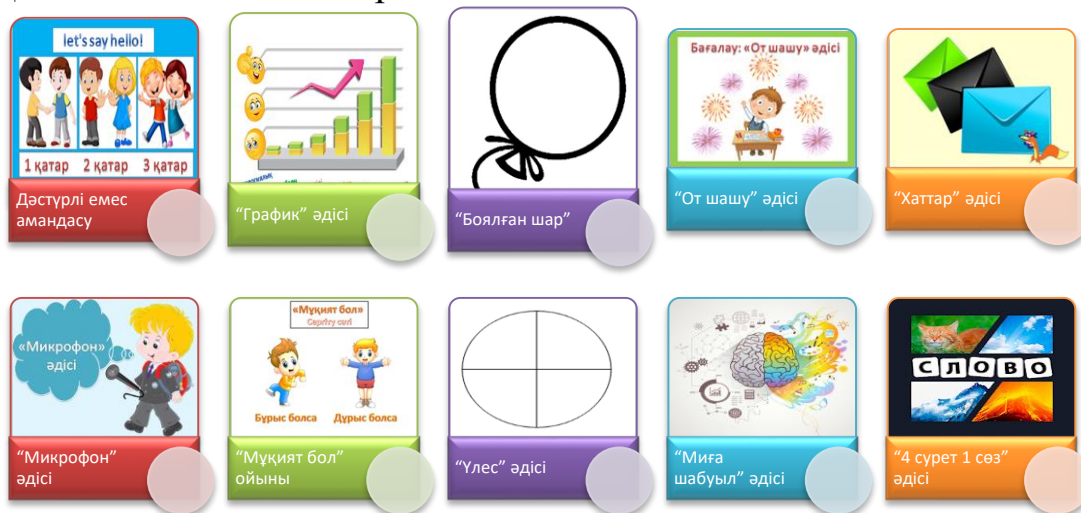 let's say hello!
1 қатар 2 қатар 3 қатар
Дәстүрлі емес
амандасу
“График” әдісі
“Боялған шар”
Бағалау: «От шашу» әдісі
“От шашу” әдісі
“Хаттар” әдісі
«Микрофон»
әдісі
“Микрофон”
әдісі
«Мұқият бол»
Сергіту сәті
Бұрыс болса Дұрыс болса
“Мұқият бол”
ойыны
“Үлес” әдісі
“Миға
шабуыл” әдісі
СЛОВО
“4 сурет 1 сөз”
әдісі